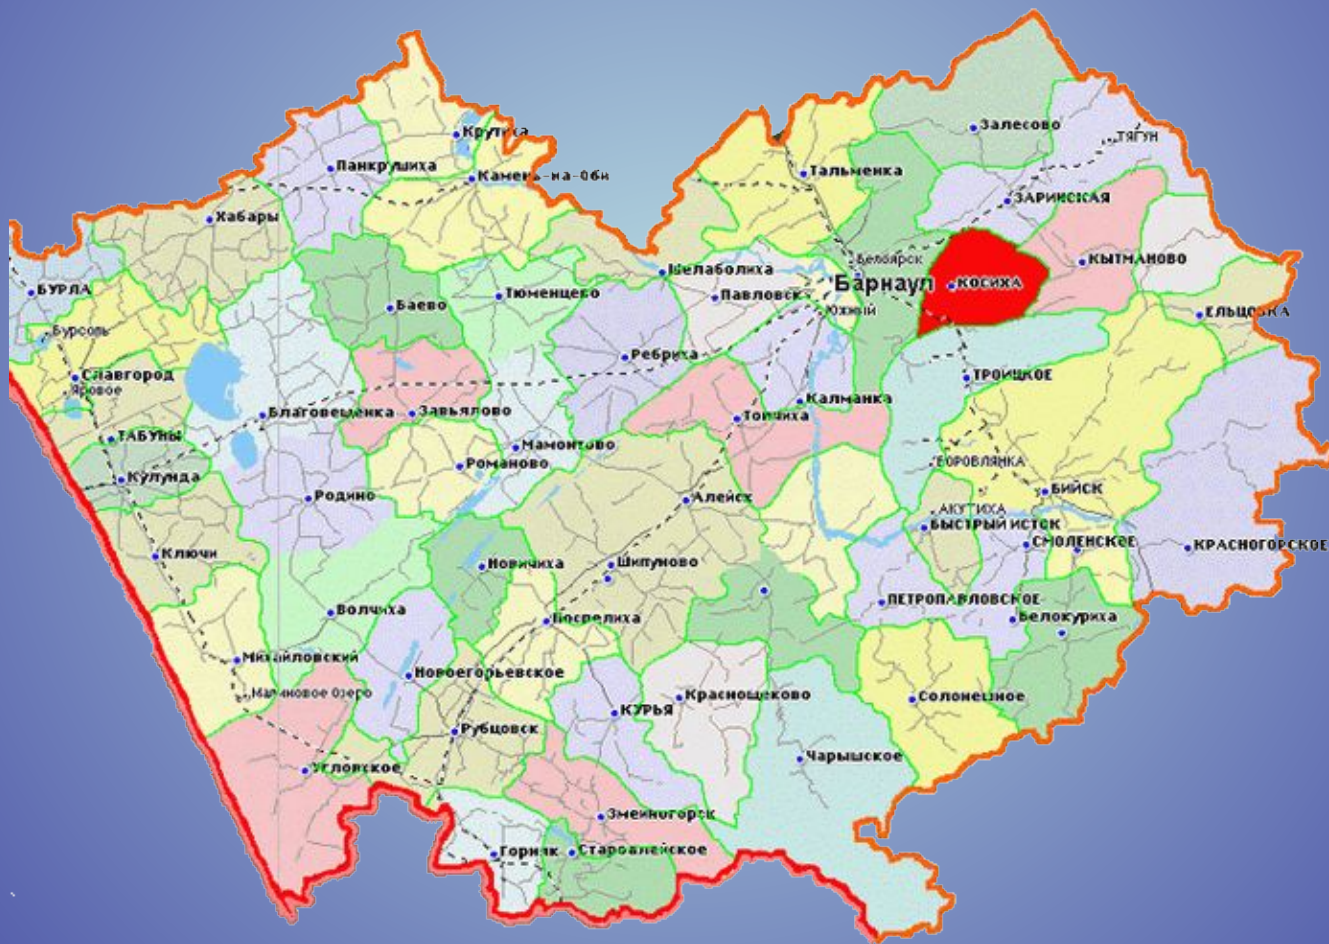 Крутиха
Залесово
ТЯГУН
Панкрушиха
Камень-на-Оби
Тальменка
ЗАРИНСКАЯ
Хабары
Белоярск
КЫТМАНОВО
Шелаболиха
Барнаул
КОСИХА
БУРЛА
Баево
Тюменцево
Павловск
Южный
ЕЛЬЦОВКА
Бурсоль
Ребриха
Славгород
Яровое
ТРОИЦКОЕ
Благовещенка
Завьялово
Топчиха
Калманка
ТАБУНЫ
Мамонтово
Романово
БОРОВЛЯНКА
Кулунда
Родино
Алейск
БИЙСК
АКУТИХА
БЫСТРЫЙ ИСТОК
Ключи
Новичиха
Шипуново
СМОЛЕНСКОЕ
КРАСНОГОРСКОЕ
Волчиха
Поспелиха
ПЕТРОПАВЛОВСКОЕ
Белокуриха
Михайловский
Малиновое Озеро
Новоегорьевское
Краснощеково
Солонешное
КУРЬЯ
Рубцовск
Угловское
Чарышское
Змеиногорск
Горняк
Староалейское